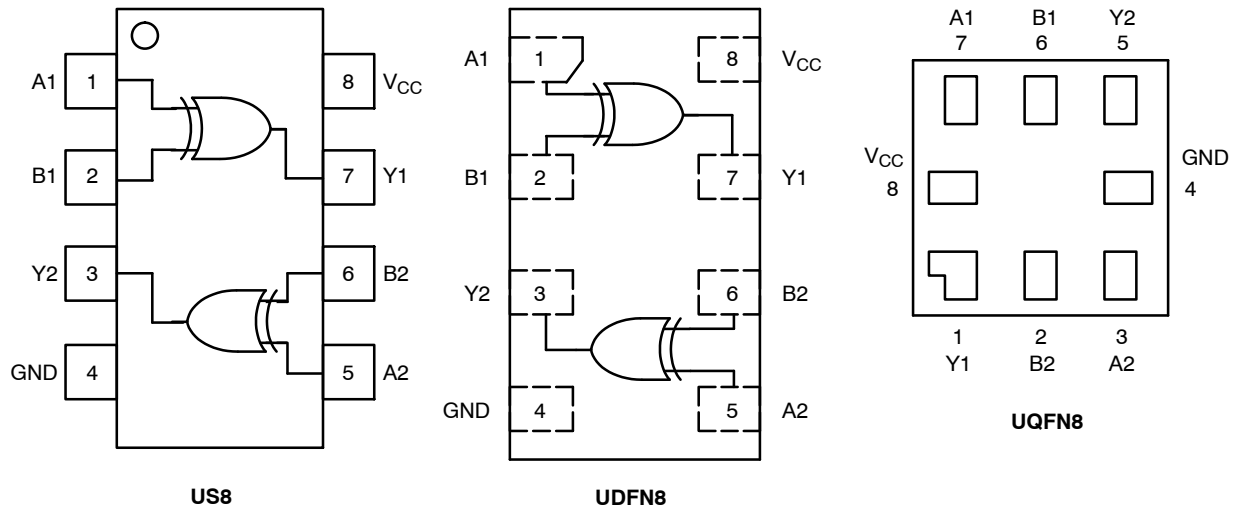 A1 1 8 VCC
B1 2 7 Y1
Y2 3 6 B2
GND 4 5 A2
US8
A1 1 8 VCC
B1 2 7 Y1
Y2 3 6 B2
GND 4 5 A2
UDFN8
A1 B1 Y2
7 6 5
VCC GND
8 4
1 2 3
Y1 B2 A2
UQFN8